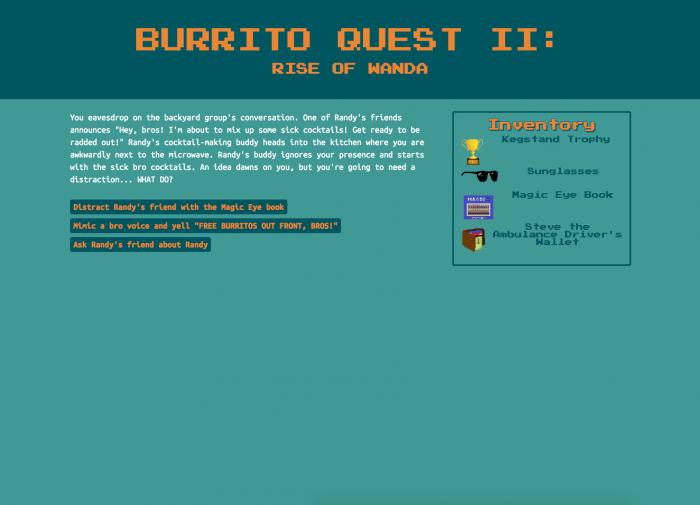 BURRITO QUEST II:
RISE OF WANDA
You eavesdrop on the backyard group's conversation. One of Randy's friends
announces "Hey, bros! I'm about to mix up some sick cocktails! Get ready to be
radded out!" Randy's cocktail-making buddy heads into the kitchen where you are
awkwardly next to the microwave. Randy's buddy ignores your presence and starts
with the sick bro cocktails. An idea dawns on you, but you're going to need a
distraction... WHAT DO?
Distract Randy's friend with the Magic Eye book
Mimic a bro voice and yell "FREE BURRITOS OUT FRONT, BROS!"
Ask Randy's friend about Randy
Inventory
Kegstand Trophy
Sunglasses
Magic Eye Book
Steve the
Ambulance Driver's
Wallet